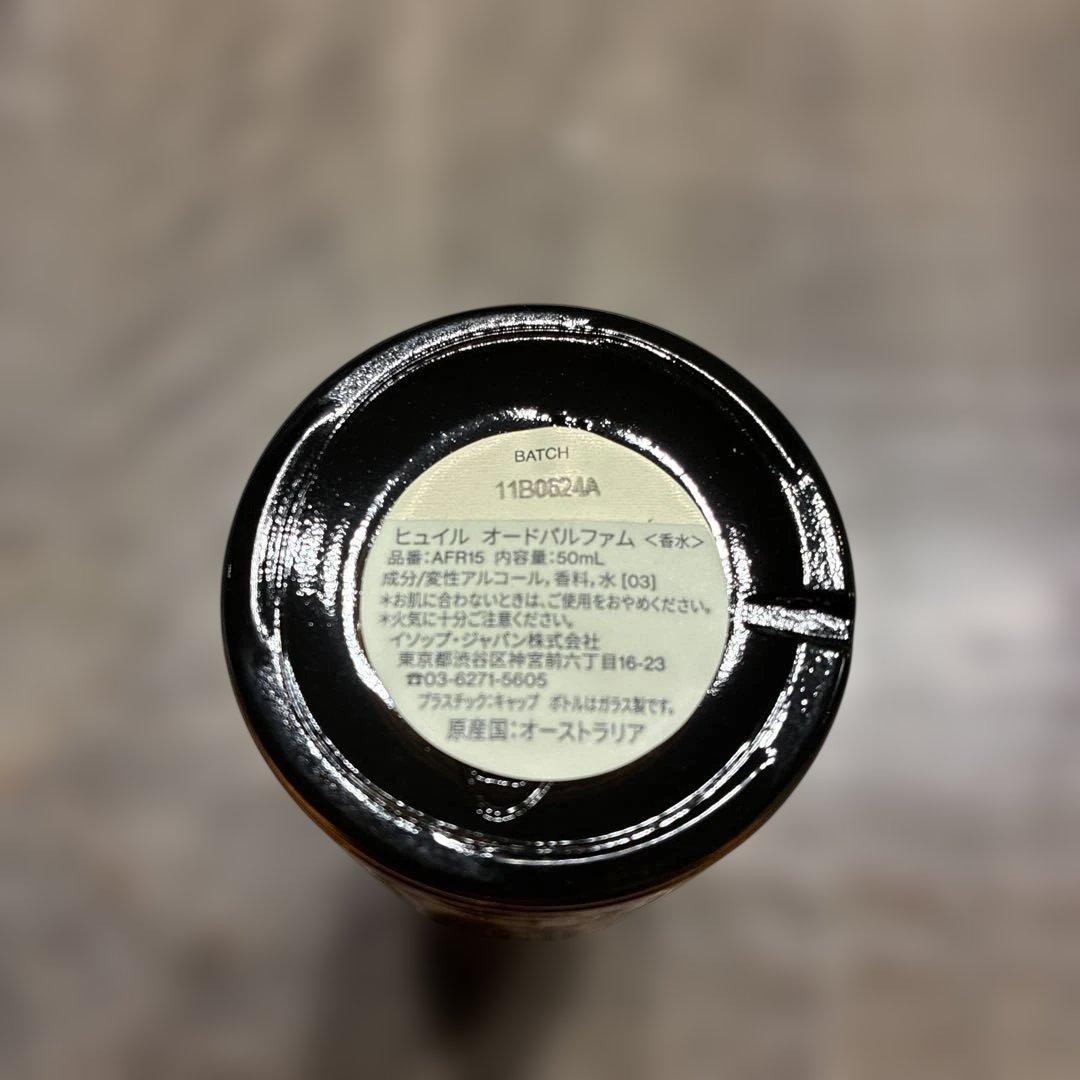 BATCH
11B0524A
ヒュイル オードパルファム <香水>
品番:AFR15 内容量:50mL
成分/変性アルコール,香料,水 [03]
*お肌に合わないときは、ご使用をおやめください。
*火気に十分ご注意ください。
イソップ・ジャパン株式会社
東京都渋谷区神宮前六丁目16-23
☎03-6271-5605
プラスチック:キャップ ボトルはガラス製です。
原産国:オーストラリア